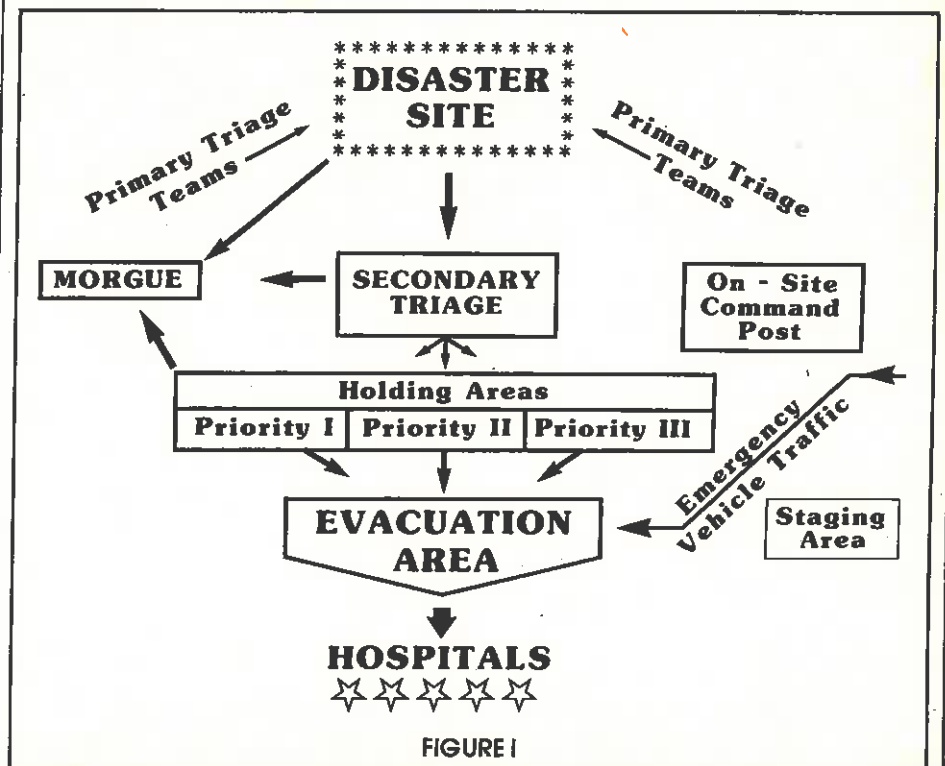 **************
DISASTER
SITE
**************
Primary Triage
Teams
Primary Triage
Teams
MORGUE
SECONDARY
TRIAGE
On - Site
Command
Post
Holding Areas
Priority I
Priority II
Priority III
Emergency
Vehicle Traffic
EVACUATION
AREA
Staging
Area
HOSPITALS
FIGURE I